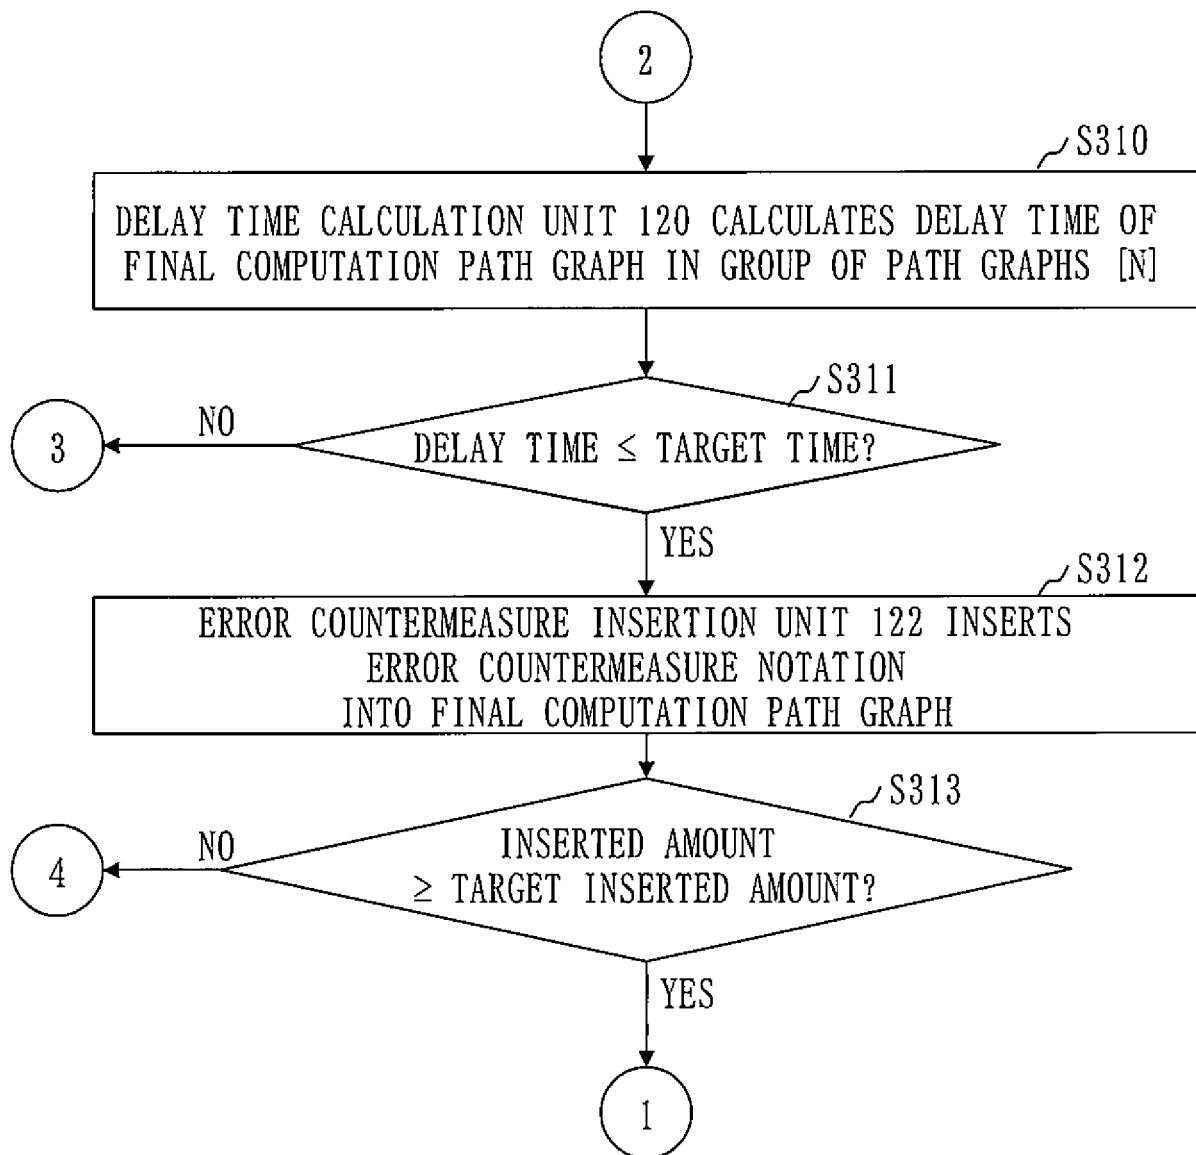 2
S310
DELAY TIME CALCULATION UNIT 120 CALCULATES DELAY TIME OF
FINAL COMPUTATION PATH GRAPH IN GROUP OF PATH GRAPHS [N]
S311
NO
3
DELAY TIME ≤ TARGET TIME?
YES
S312
ERROR COUNTERMEASURE INSERTION UNIT 122 INSERTS
ERROR COUNTERMEASURE NOTATION
INTO FINAL COMPUTATION PATH GRAPH
S313
NO
4
INSERTED AMOUNT
≥ TARGET INSERTED AMOUNT?
YES
1